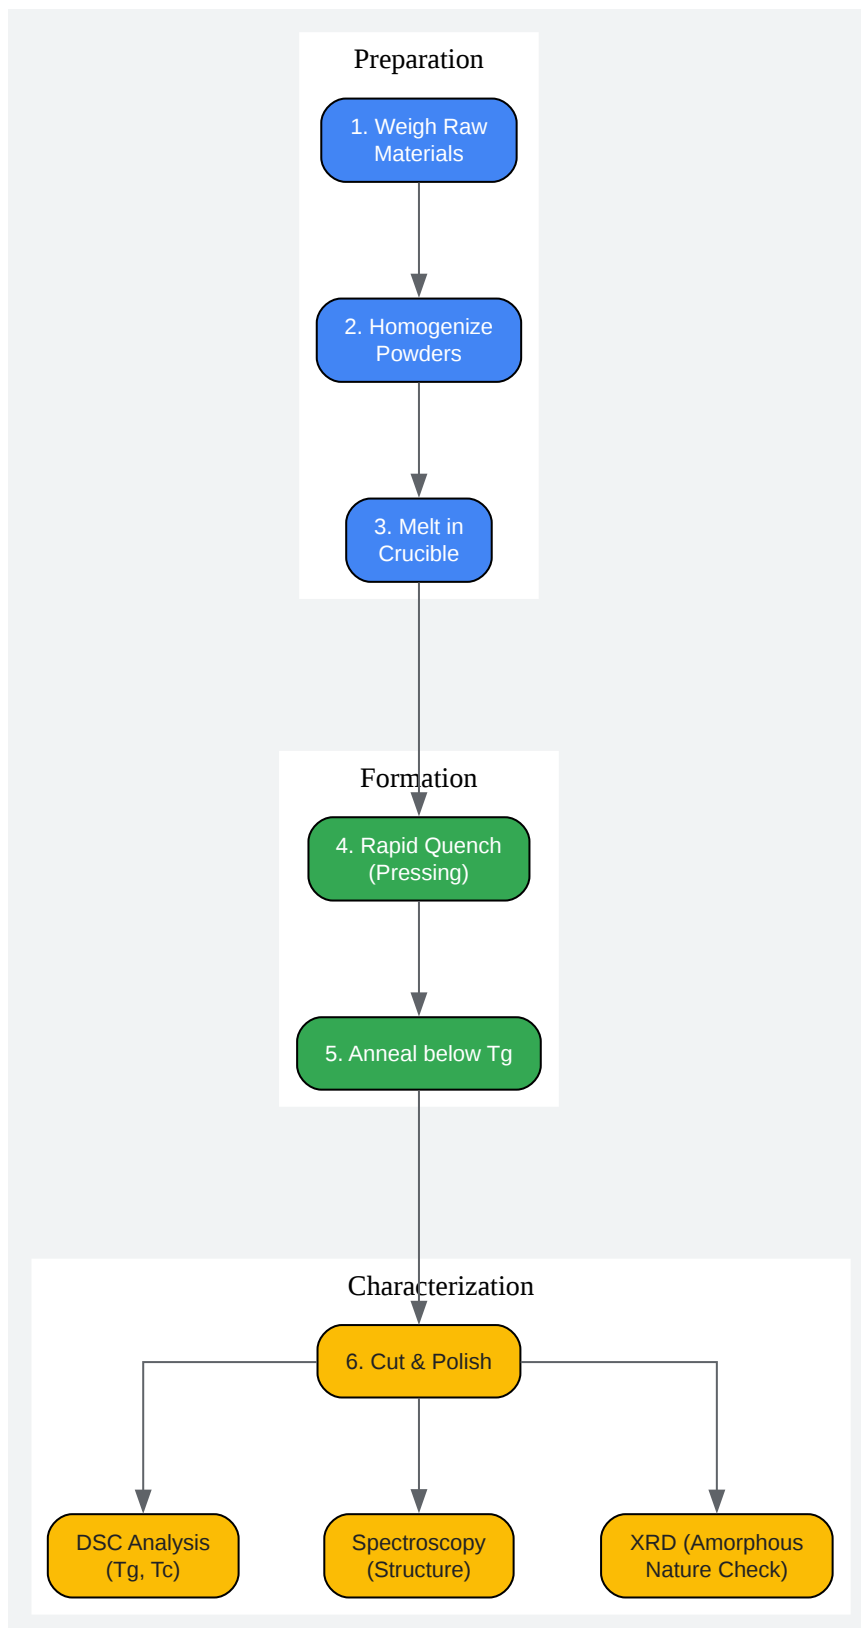 Preparation
1. Weigh Raw
Materials
2. Homogenize
Powders
3. Melt in
Crucible
Formation
4. Rapid Quench
(Pressing)
5. Anneal below Tg
Characterization
6. Cut & Polish
DSC Analysis
(Tg, Tc)
Spectroscopy
(Structure)
XRD (Amorphous
Nature Check)